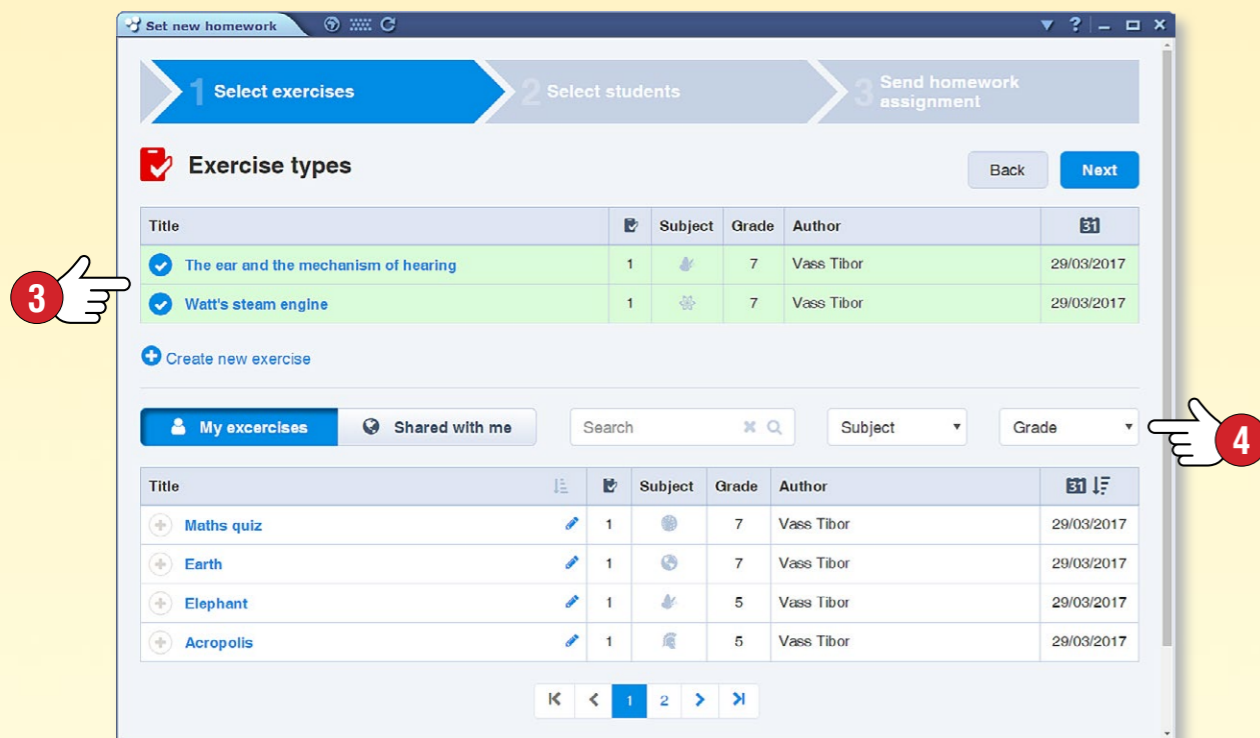 Set new homework
1 Select exercises
2 Select students
3 Send homework
assignment
Exercise types
Back
Next
Title Subject Grade Author 31
The ear and the mechanism of hearing 1 7 Vass Tibor 29/03/2017
3
Watt's steam engine 1 7 Vass Tibor 29/03/2017
Create new exercise
My excercises Shared with me Search Subject Grade
4
Title Subject Grade Author 31
Maths quiz 1 7 Vass Tibor 29/03/2017
Earth 1 7 Vass Tibor 29/03/2017
Elephant 1 5 Vass Tibor 29/03/2017
Acropolis 1 5 Vass Tibor 29/03/2017
1 2